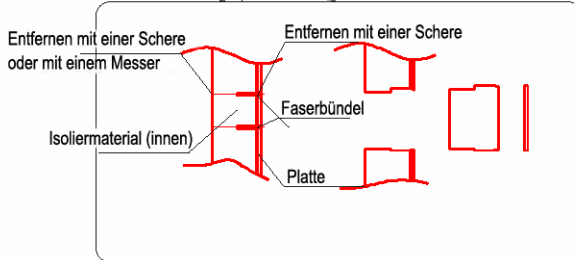 Entfernen mit einer Schere
oder mit einem Messer
Entfernen mit einer Schere
Faserbündel
Isoliermaterial (innen)
Platte